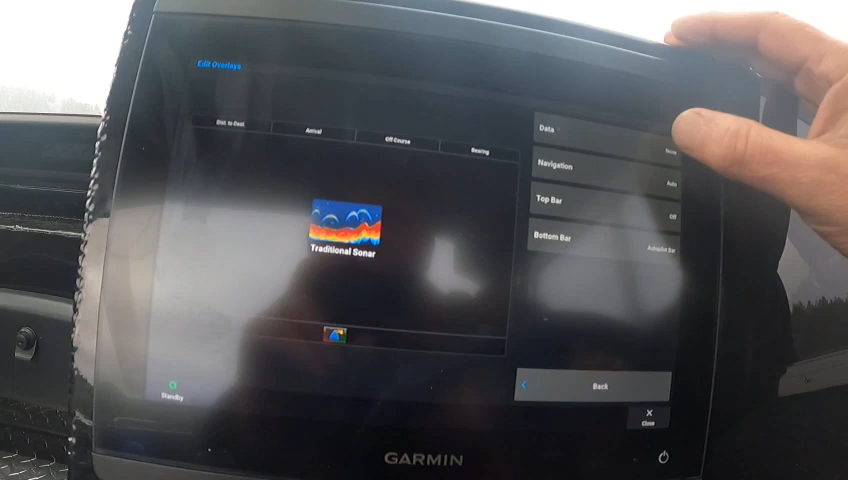 Edit Overlays
Dist. to Dest.
Arrival
Off Course
Bearing
Traditional Sonar
Data
None
Navigation
Auto
Top Bar
Off
Bottom Bar
Autopilot Bar
Back
Close
Standby
GARMIN